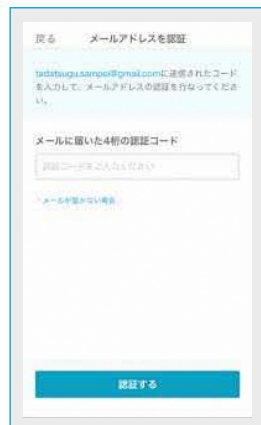 戻る メールアドレスを認証
tadatsugu.sampei@gmail.comに送信されたコード
を入力して、メールアドレスの認証を行なってくださ
い。
メールに届いた4桁の認証コード
認証コードをご入力ください
メールが届かない場合
認証する